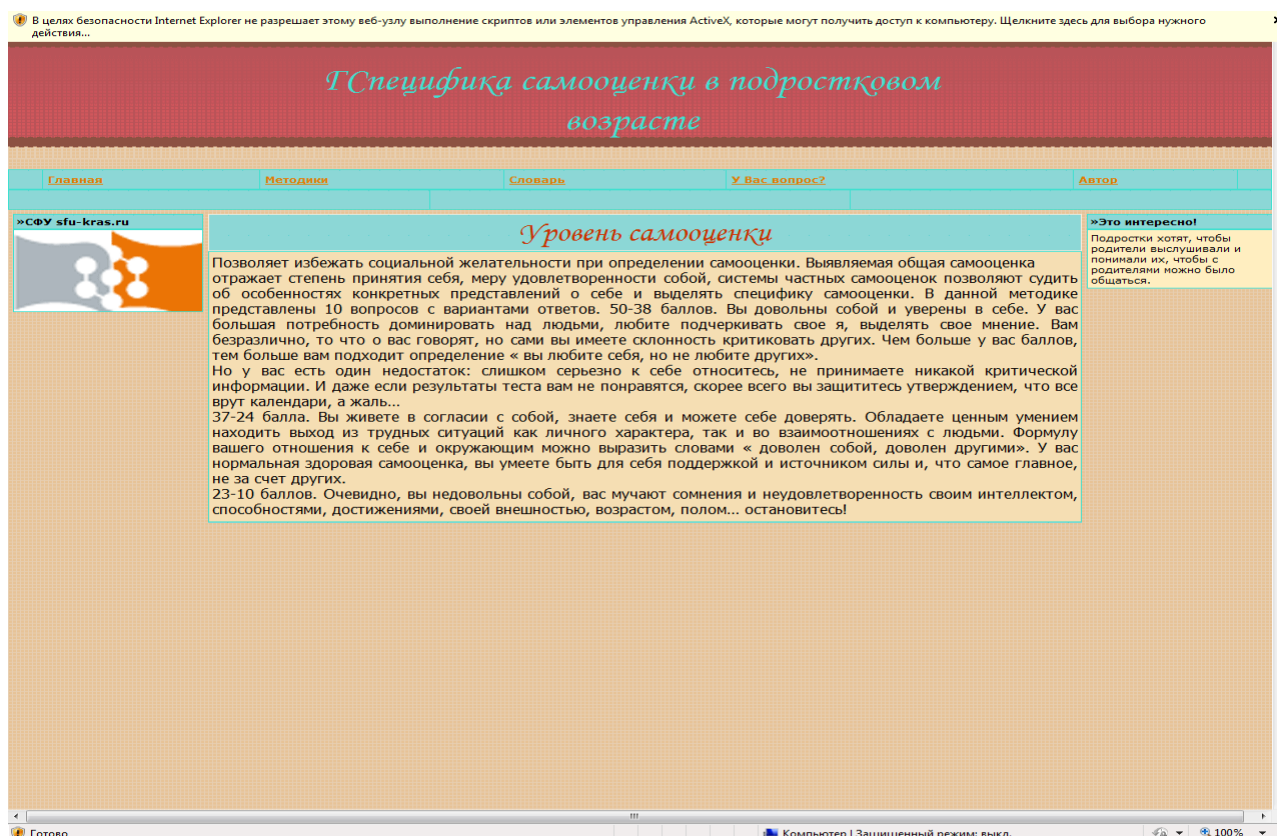 В целях безопасности Internet Explorer не разрешает этому веб-узлу выполнение скриптов или элементов управления ActiveX, которые могут получить доступ к компьютеру. Щелкните здесь для выбора нужного
действия...
ГСпецифика самооценки в подростковом
возрасте
Главная Методики Словарь У Вас вопрос? Автор
»СФУ sfu-kras.ru
Уровень самооценки
Позволяет избежать социальной желательности при определении самооценки. Выявляемая общая самооценка
отражает степень принятия себя, меру удовлетворенности собой, системы частных самооценок позволяют судить
об особенностях конкретных представлений о себе и выделять специфику самооценки. В данной методике
представлены 10 вопросов с вариантами ответов. 50-38 баллов. Вы довольны собой и уверены в себе. У вас
большая потребность доминировать над людьми, любите подчеркивать свое я, выделять свое мнение. Вам
безразлично, то что о вас говорят, но сами вы имеете склонность критиковать других. Чем больше у вас баллов,
тем больше вам подходит определение « вы любите себя, но не любите других».
Но у вас есть один недостаток: слишком серьезно к себе относитесь, не принимаете никакой критической
информации. И даже если результаты теста вам не понравятся, скорее всего вы защититесь утверждением, что все
врут календари, а жаль...
37-24 балла. Вы живете в согласии с собой, знаете себя и можете себе доверять. Обладаете ценным умением
находить выход из трудных ситуаций как личного характера, так и во взаимоотношениях с людьми. Формулу
вашего отношения к себе и окружающим можно выразить словами « доволен собой, доволен другими». У вас
нормальная здоровая самооценка, вы умеете быть для себя поддержкой и источником силы и, что самое главное,
не за счет других.
23-10 баллов. Очевидно, вы недовольны собой, вас мучают сомнения и неудовлетворенность своим интеллектом,
способностями, достижениями, своей внешностью, возрастом, полом... остановитесь!
»Это интересно!
Подростки хотят, чтобы
родители выслушивали и
понимали их, чтобы с
родителями можно было
общаться.
Готово
Компьютер | Защищенный режим: выкл.
100%